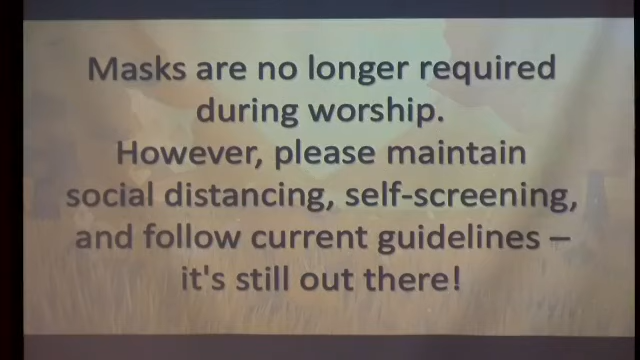 Masks are no longer required
during worship.
However, please maintain
social distancing, self-screening,
and follow current guidelines –
it's still out there!